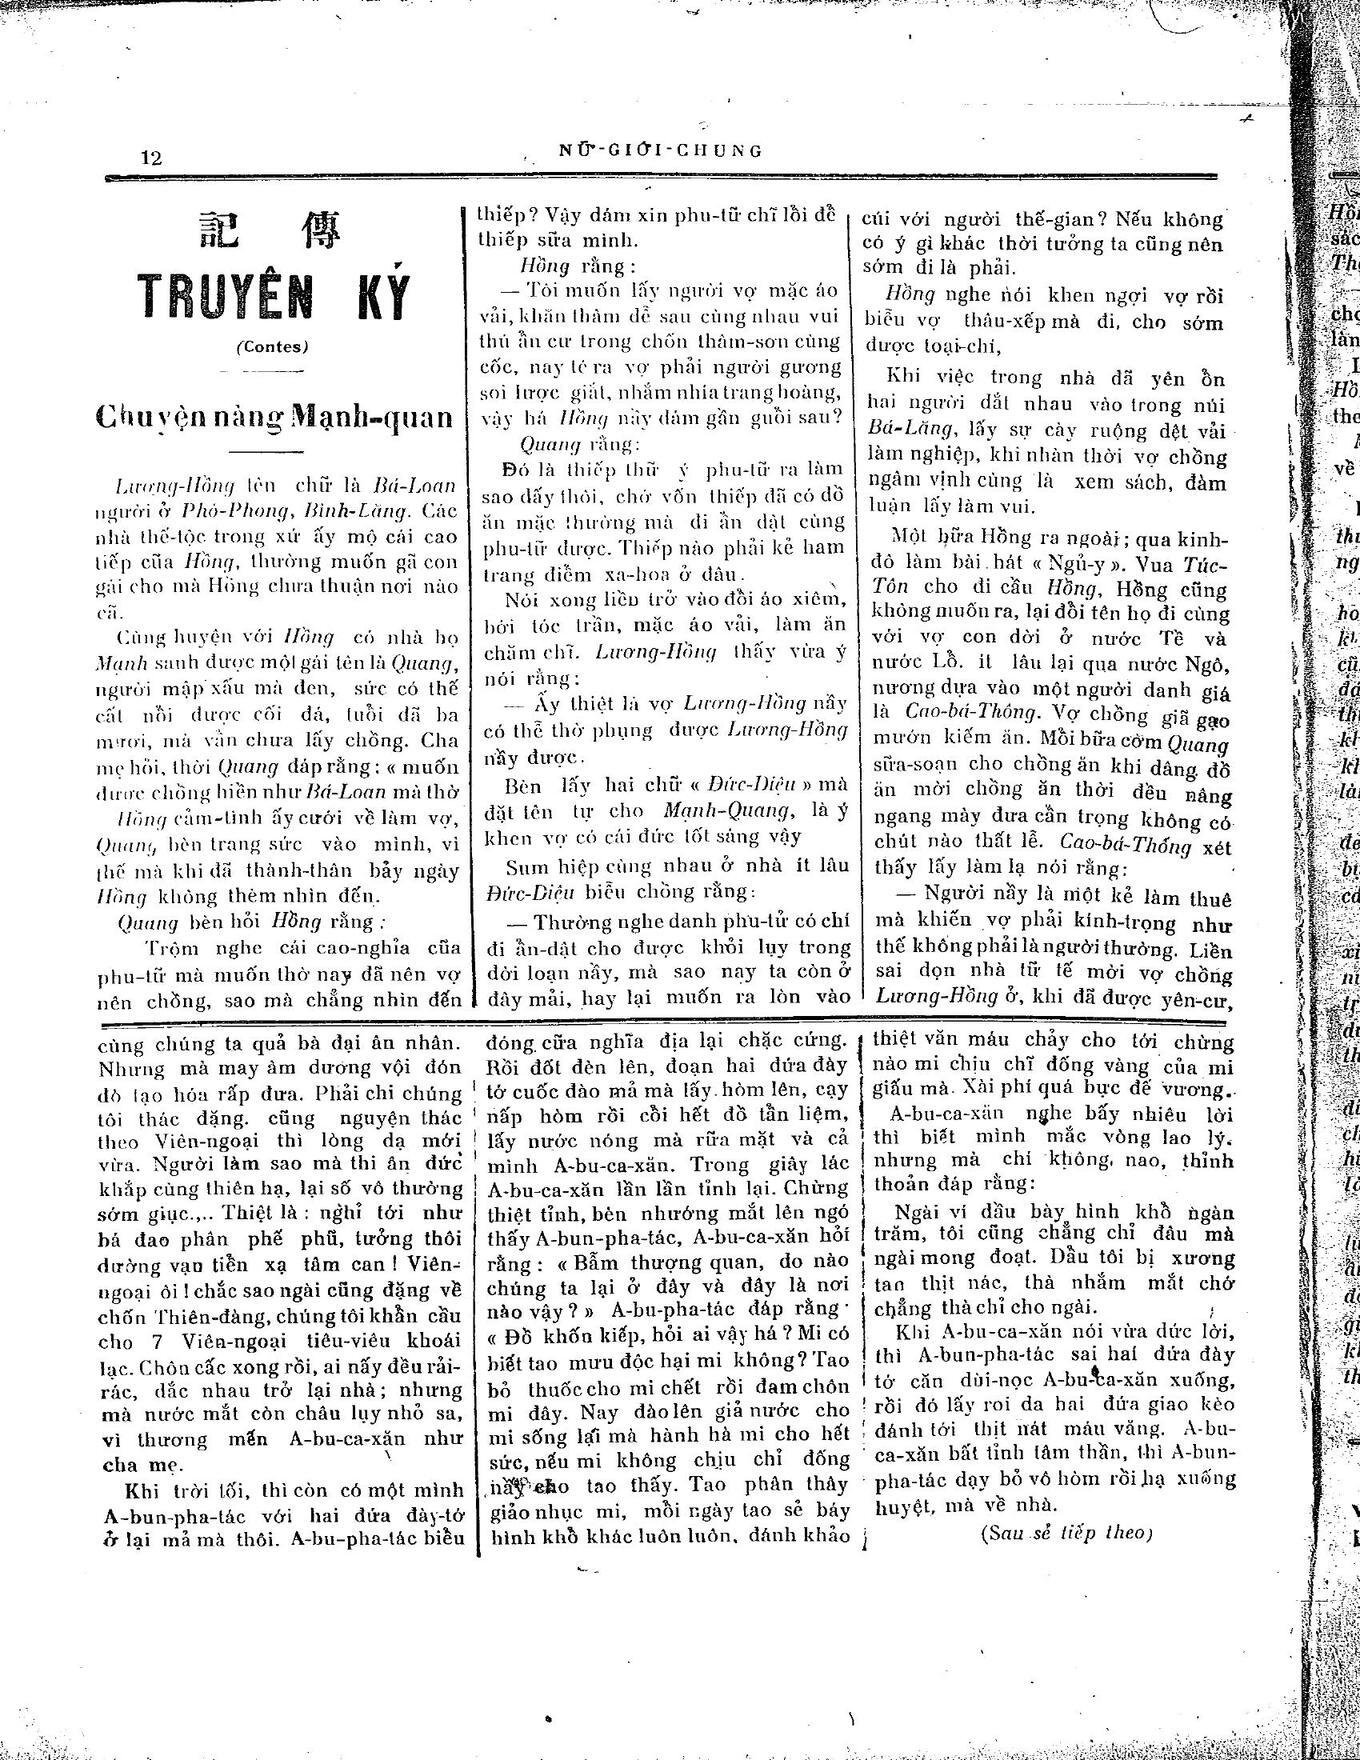 12
NỮ-GIỚI-CHUNG
記 傳
TRUYỆN KÝ
(Contes)
Chuyện nàng Mạnh-quan
Lương-Hồng tên chữ là Bá-Loan
người ở Phò-Phong, Bình-Lăng. Các
nhà thế-tộc trong xứ ấy mộ cái cao
tiếp của Hồng, thường muốn gã con
gái cho mà Hồng chưa thuận nơi nào
cã.
Cùng huyện với Hồng có nhà họ
Mạnh sanh được một gái tên là Quang,
người mập xấu mà đen, sức có thế
cất nỗi được cối đá, tuổi đã ba
mươi, mà vẫn chưa lấy chồng. Cha
mẹ hỏi, thời Quang đáp rằng: « muốn
được chồng hiền như Bá-Loan mà thờ
Hồng cảm-tình ấy cưới về làm vợ,
Quang bèn trang sức vào mình, vì
thế mà khi đã thành-thân bảy ngày
Hồng không thèm nhìn đến.
Quang bèn hỏi Hồng rằng :
Trộm nghe cái cao-nghĩa của
phu-tữ mà muốn thờ nay đã nên vợ
nên chồng, sao mà chẳng nhìn đến
thiếp? Vậy dám xin phu-tữ chĩ lỗi để
thiếp sữa mình.
Hồng rằng :
— Tôi muốn lấy người vợ mặc áo
vải, khăn thâm dễ sau cùng nhau vui
thú ẩn cư trong chốn thâm-sơn cùng
cốc, nay té ra vợ phải người gương
soi lược giắt, nhắm nhía trang hoàng,
vậy há Hồng nầy dám gần guỗi sau?
Quang rằng:
Đó là thiếp thữ ý phu-tữ ra làm
sao đấy thôi, chớ vốn thiếp đã có đồ
ăn mặc thường mà đi ẩn dật cùng
phu-tữ được. Thiếp nào phải kẻ ham
trang điểm xa-hoa ở đâu.
Nói xong liền trở vào đỗi áo xiêm,
bới tóc trần, mặc áo vải, làm ăn
chăm chĩ. Lương-Hồng thấy vừa ý
nói rằng:
— Ấy thiệt là vợ Lương-Hồng nầy
có thể thờ phụng được Lương-Hồng
nầy được.
Bèn lấy hai chữ « Đức-Diệu » mà
đặt tên tự cho Mạnh-Quang, là ý
khen vợ có cái đức tốt sáng vậy
Sum hiệp cùng nhau ở nhà ít lâu
Đức-Diệu biểu chồng rằng:
— Thường nghe danh phu-tử có chí
đi ẩn-dật cho được khỏi lụy trong
đời loạn nầy, mà sao nay ta còn ở
đây mải, hay lại muốn ra lòn vào
cúi với người thế-gian? Nếu không
có ý gì khác thời tưởng ta cũng nên
sớm đi là phải.
Hồng nghe nói khen ngợi vợ rồi
biểu vợ thâu-xếp mà đi, cho sớm
được toại-chí,
Khi việc trong nhà đã yên ổn
hai người dắt nhau vào trong núi
Bá-Lăng, lấy sự cày ruộng dệt vải
làm nghiệp, khi nhàn thời vợ chồng
ngâm vịnh cùng là xem sách, đàm
luận lấy làm vui.
Một bữa Hồng ra ngoài; qua kinh-
đô làm bài hát « Ngủ-y ». Vua Túc-
Tôn cho đi cầu Hồng, Hồng cũng
không muốn ra, lại đỗi tên họ đi cùng
với vợ con dời ở nước Tề và
nước Lỗ. ít lâu lại qua nước Ngô,
nương dựa vào một người danh giá
là Cao-bá-Thông. Vợ chồng giã gạo
mướn kiếm ăn. Mỗi bữa cơm Quang
sữa-soạn cho chồng ăn khi dâng đồ
ăn mời chồng ăn thời đều nâng
ngang mày đưa cẩn trọng không có
chút nào thất lễ. Cao-bá-Thống xét
thấy lấy làm lạ nói rằng:
— Người nầy là một kẻ làm thuê
mà khiến vợ phải kính-trọng như
thế không phải là người thường. Liền
sai dọn nhà tữ tế mời vợ chồng
Lương-Hồng ở, khi đã được yên-cư,
cùng chúng ta quả bà đại ân nhân.
Nhưng mà may àm dương vội đón
đò tạo hóa rấp đưa. Phải chi chúng
tôi thác đặng. cũng nguyện thác
theo Viên-ngoại thì lòng dạ mới
vừa. Người làm sao mà thi ân đức
khắp cùng thiên hạ, lại số vô thường
sớm giục.,.. Thiệt là : nghỉ tới như
bá đao phân phế phũ, tưởng thôi
dường vạn tiễn xạ tâm can ! Viên-
ngoại ôi ! chắc sao ngài cũng đặng về
chốn Thiên-đàng, chúng tôi khẩn cầu
cho 7 Viên-ngoại tiêu-viêu khoái
lạc. Chôn cấc xong rồi, ai nấy đều rải-
rác, dắc nhau trở lại nhà ; nhưng
mà nước mắt còn châu lụy nhỏ sa,
vì thương mến A-bu-ca-xăn như
cha mẹ.
Khi trời tối, thì còn có một mình
A-bun-pha-tác với hai đứa đày-tớ
ở lại mả mà thôi. A-bu-pha-tác biểu
đóng cữa nghĩa địa lại chặc cứng.
Rồi đốt đèn lên, đoạn hai đứa đày
tớ cuốc đào mả mà lấy hòm lên, cạy
nấp hòm rồi cỗi hết đồ tẩn liệm,
lấy nước nóng mà rữa mặt và cả
mình A-bu-ca-xăn. Trong giây lác
A-bu-ca-xăn lần lần tỉnh lại. Chừng
thiệt tỉnh, bèn nhướng mắt lên ngó
thấy A-bun-pha-tác, A-bu-ca-xăn hỏi
rằng : « Bẩm thượng quan, do nào
chúng ta lại ở đây và đây là nơi
nào vậy ? » A-bu-pha-tác đáp rằng
« Đồ khốn kiếp, hỏi ai vậy há ? Mi có
biết tao mưu độc hại mi không? Tao
bỏ thuốc cho mi chết rồi đam chôn
mi đây. Nay đào lên giả nước cho
mi sống lại mà hành hà mi cho hết
sức, nếu mi không chịu chỉ đống
nầy cho tao thấy. Tao phân thây
giảo nhục mi, mỗi ngày tao sẻ bảy
hình khổ khác luôn luôn, đánh khảo
thiệt văn máu chảy cho tới chừng
nào mi chịu chĩ đống vàng của mi
giấu mà. Xài phí quá bực đế vương.
A-bu-ca-xăn nghe bấy nhiêu lời
thì biết mình mắc vòng lao lý.
nhưng mà chí không nao, thỉnh
thoản đáp rằng:
Ngài ví dầu bày hình khổ ngàn
trăm, tôi cũng chẳng chỉ đâu mà
ngài mong đoạt. Dầu tôi bị xương
tan thịt nác, thà nhắm mắt chớ
chẳng thà chỉ cho ngài.
Khi A-bu-ca-xăn nói vừa dức lời,
thì A-bun-pha-tác sai hai đứa đày
tớ căn dùi-nọc A-bu-ca-xăn xuống,
rồi đó lấy roi da hai đứa giao kèo
đánh tới thịt nát máu văng. A-bu-
ca-xăn bất tỉnh tâm thần, thì A-bun-
pha-tác dạy bỏ vô hòm rồi hạ xuống
huyệt, mà về nhà.
(Sau sẻ tiếp theo)